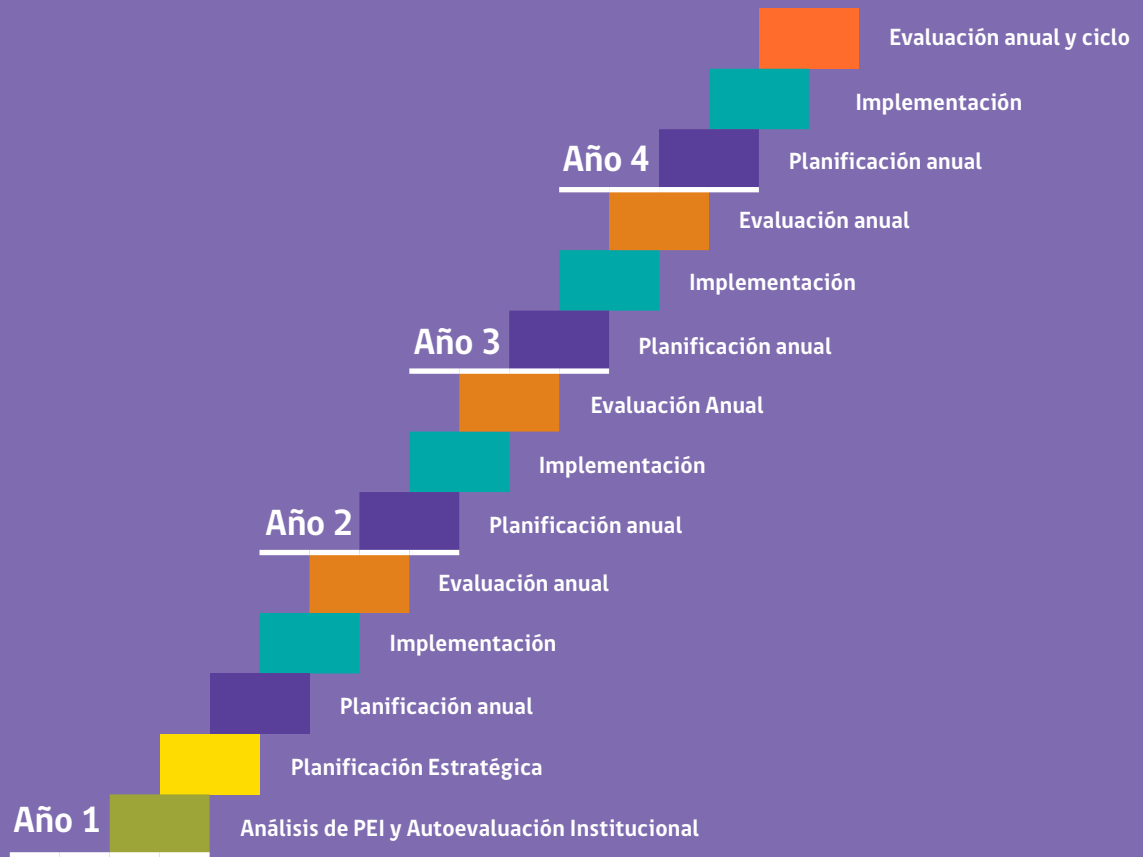 Evaluación anual y ciclo
Implementación
Año 4
Planificación anual
Evaluación anual
Implementación
Año 3
Planificación anual
Evaluación Anual
Implementación
Año 2
Planificación anual
Evaluación anual
Implementación
Planificación anual
Planificación Estratégica
Año 1
Análisis de PEI y Autoevaluación Institucional